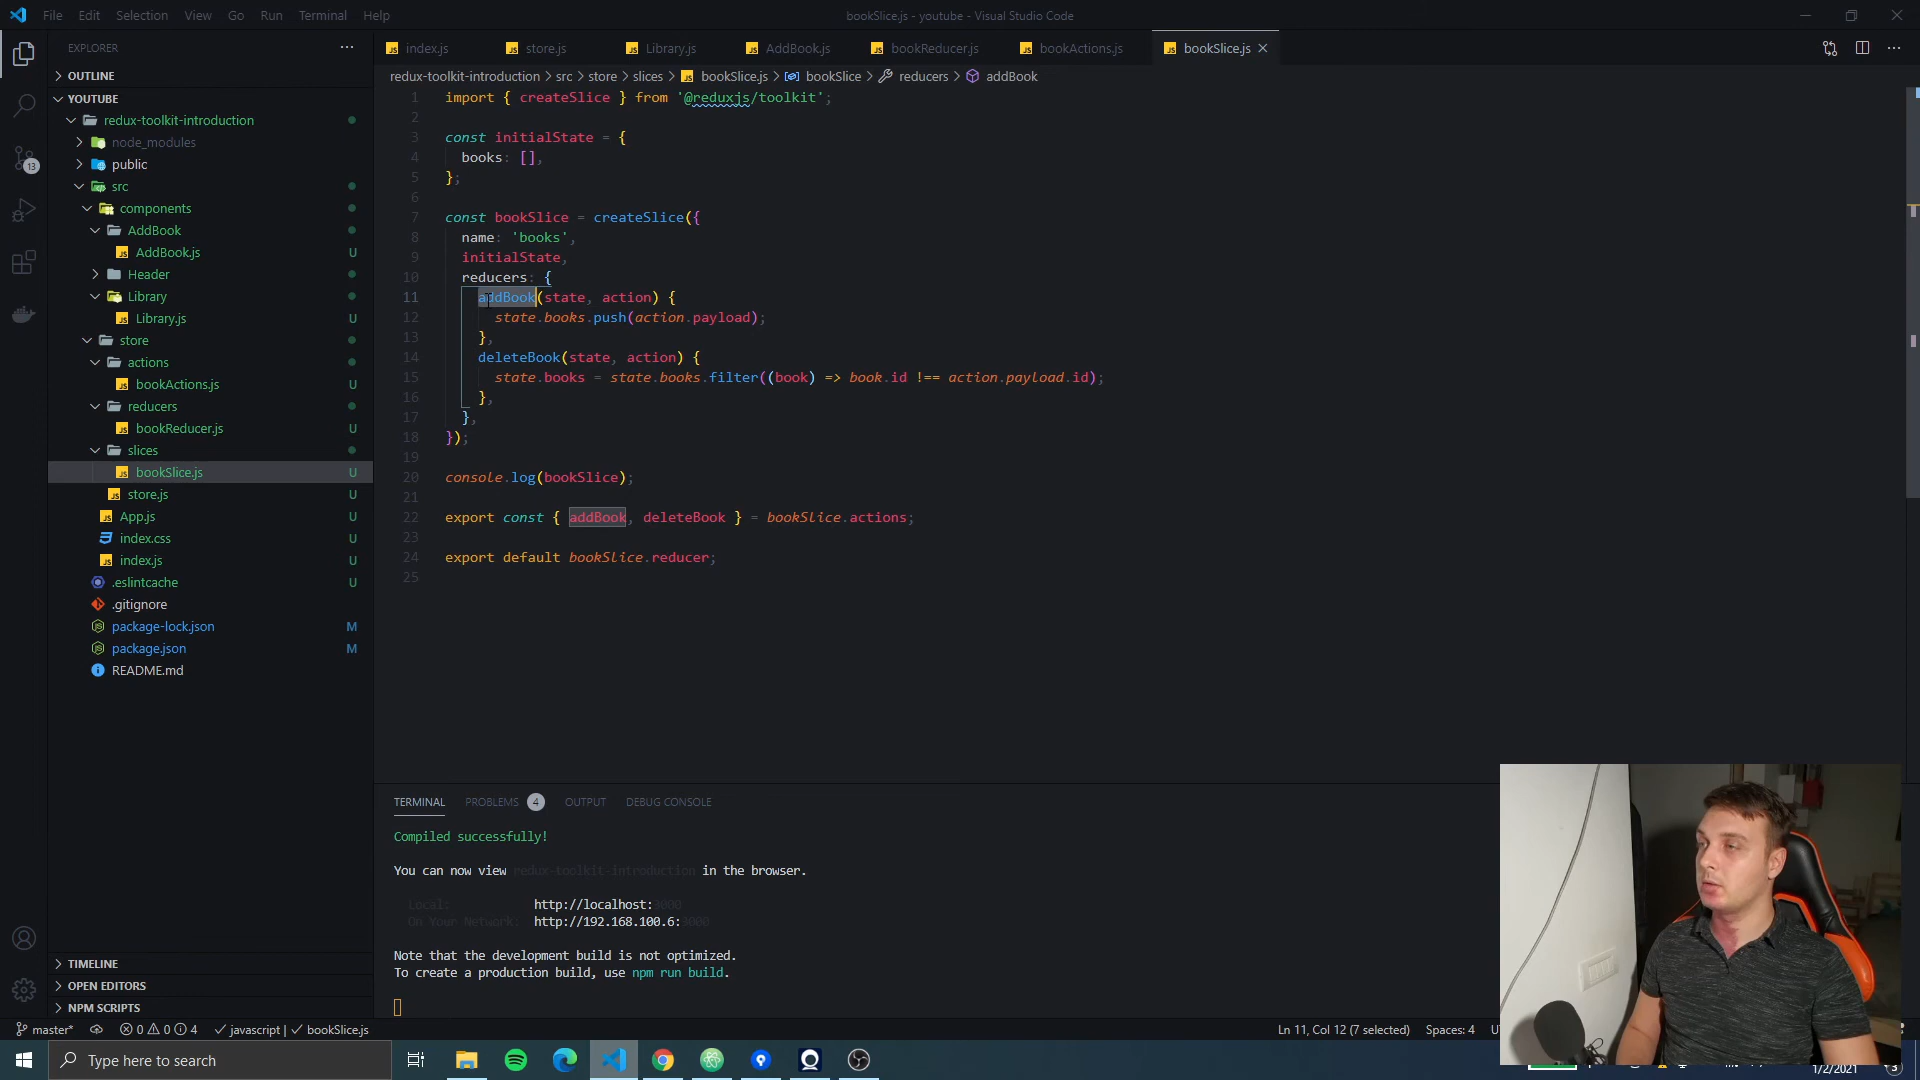 File Edit Selection View Go Run Terminal Help
bookSlice.js - youtube - Visual Studio Code
EXPLORER
index.js store.js Library.js AddBook.js bookReducer.js bookActions.js bookSlice.js
redux-toolkit-introduction > src > store > slices > bookSlice.js > bookSlice > reducers > addBook
OUTLINE
YOUTUBE
redux-toolkit-introduction
node_modules
public
src
components
AddBook
AddBook.js U
Header
Library
Library.js U
store
actions
bookActions.js U
reducers
bookReducer.js U
slices
bookSlice.js U
store.js U
App.js U
index.css U
index.js U
.eslintcache U
.gitignore
package-lock.json M
package.json M
README.md
13
TIMELINE
OPEN EDITORS
NPM SCRIPTS
1 import { createSlice } from '@reduxjs/toolkit';
2
3 const initialState = {
4 books: [],
5 };
6
7 const bookSlice = createSlice({
8 name: 'books',
9 initialState,
10 reducers: {
11 addBook(state, action) {
12 state.books.push(action.payload);
13 },
14 deleteBook(state, action) {
15 state.books = state.books.filter((book) => book.id !== action.payload.id);
16 },
17 },
18 });
19
20 console.log(bookSlice);
21
22 export const { addBook, deleteBook } = bookSlice.actions;
23
24 export default bookSlice.reducer;
25
TERMINAL PROBLEMS 4 OUTPUT DEBUG CONSOLE
Compiled successfully!
You can now view redux-toolkit-introduction in the browser.
Local: http://localhost:3000
On Your Network: http://192.168.100.6:3000
Note that the development build is not optimized.
To create a production build, use npm run build.
master* 0 0 4 javascript | bookSlice.js Ln 11, Col 12 (7 selected) Spaces: 4
Type here to search
1/2/2021
3